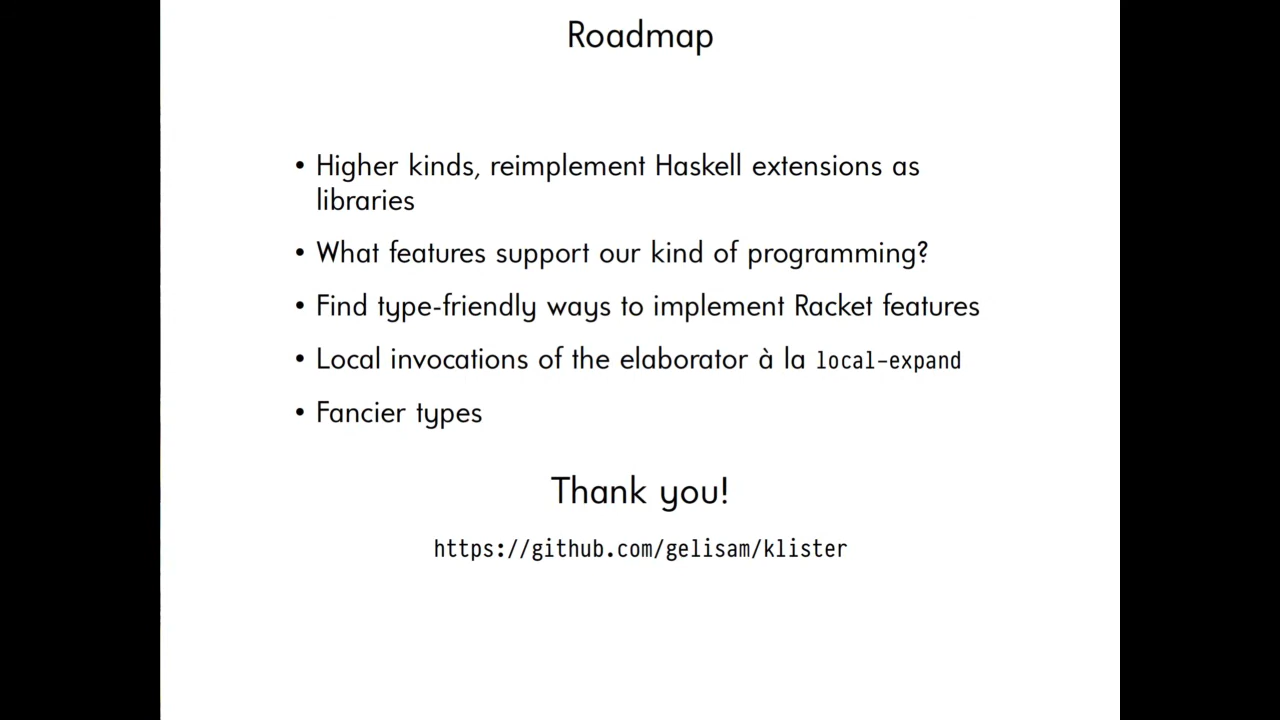 Roadmap
• Higher kinds, reimplement Haskell extensions as
libraries
• What features support our kind of programming?
• Find type-friendly ways to implement Racket features
• Local invocations of the elaborator à la local-expand
• Fancier types
Thank you!
https://github.com/gelisam/klister